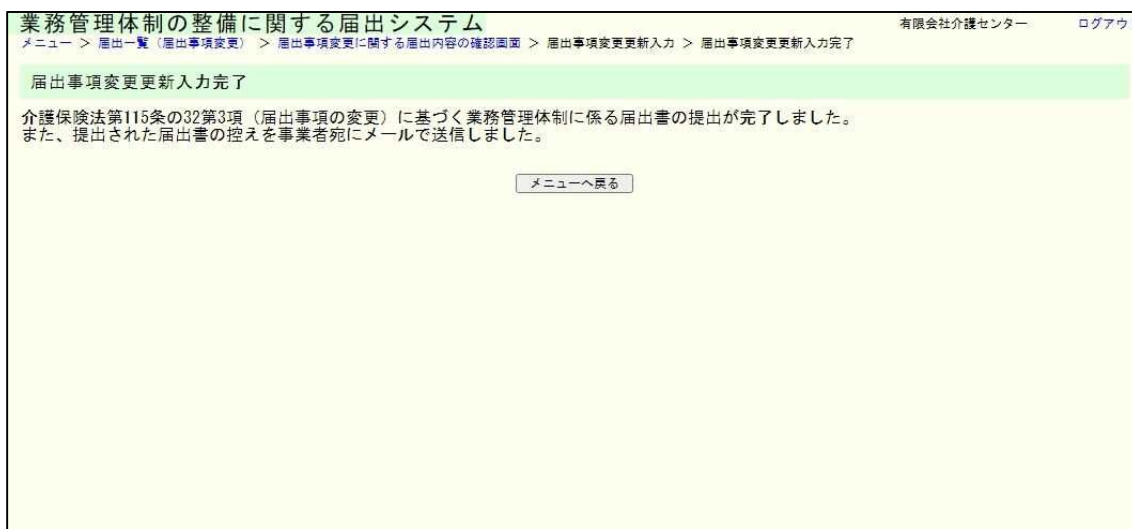 業務管理体制の整備に関する届出システム
有限会社介護センター ログアウ
メニュー > 届出一覧（届出事項変更） > 届出事項変更に関する届出内容の確認画面 > 届出事項変更更新入力 > 届出事項変更更新入力完了
届出事項変更更新入力完了
介護保険法第115条の32第3項（届出事項の変更）に基づく業務管理体制に係る届出書の提出が完了しました。
また、提出された届出書の控えを事業者宛にメールで送信しました。
メニューへ戻る